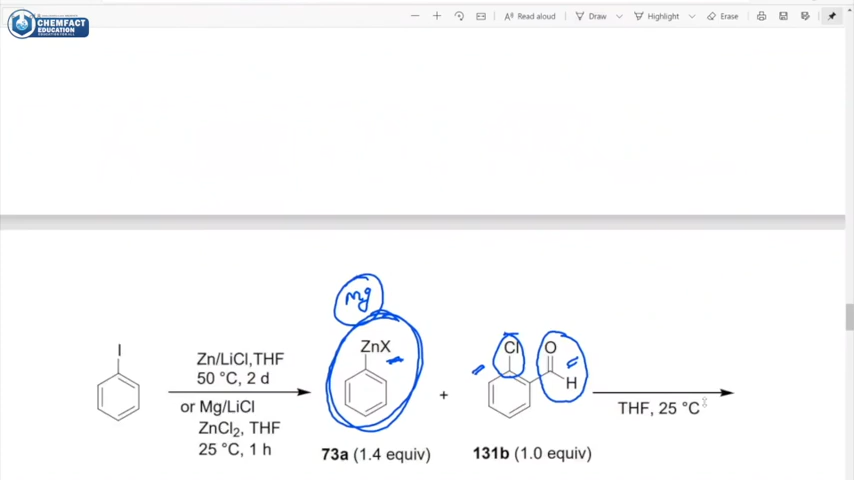 CHEMFACT
EDUCATION
Read aloud
Draw
Highlight
Erase
Mg
I
Zn/LiCl,THF
50 °C, 2 d
or Mg/LiCl
ZnCl2, THF
25 °C, 1 h
ZnX
+
Cl
O
H
THF, 25 °C
73a (1.4 equiv)
131b (1.0 equiv)